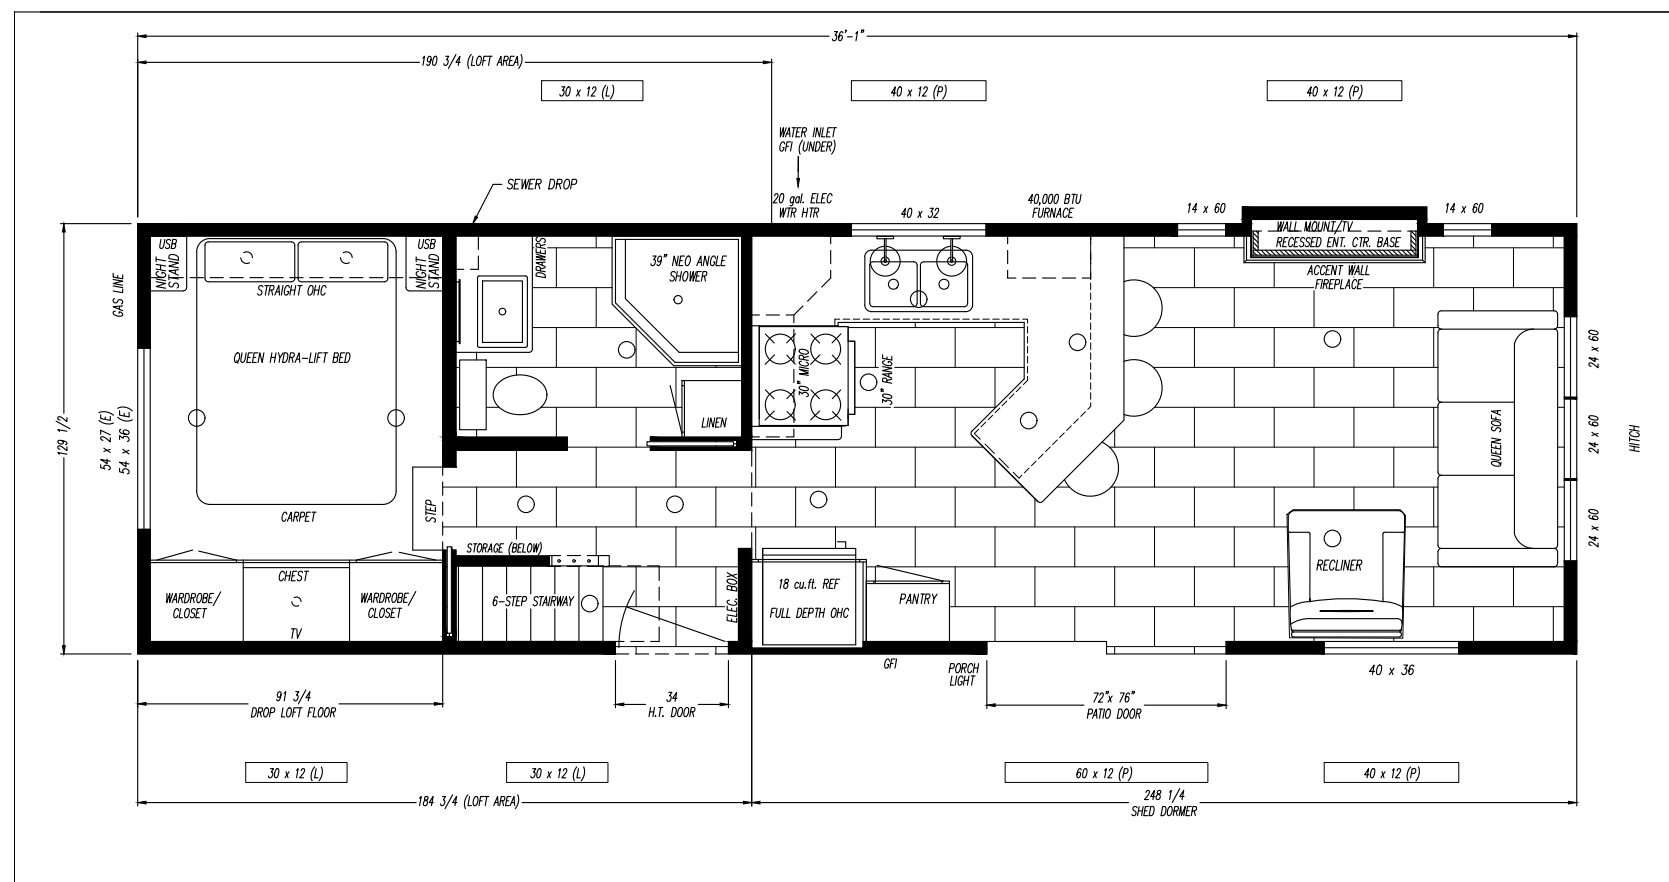 36'-1"
190 3/4 (LOFT AREA)
30 x 12 (L)
40 x 12 (P)
40 x 12 (P)
WATER INLET
GFI (UNDER)
SEWER DROP
20 gal. ELEC
WTR HTR
40 x 32
40,000 BTU
FURNACE
14 x 60
14 x 60
WALL MOUNT/TV
RECESSED ENT. CTR. BASE
ACCENT WALL
FIREPLACE
USB
NIGHT
STAND
USB
NIGHT
STAND
STRAIGHT OHC
DRAWERS
39" NEO ANGLE
SHOWER
GAS LINE
QUEEN HYDRA-LIFT BED
30" MICRO
30" RANGE
24 x 60
24 x 60
24 x 60
QUEEN SOFA
HITCH
129 1/2
54 x 27 (E)
54 x 36 (E)
LINEN
CARPET
STEP
STORAGE (BELOW)
CHEST
WARDROBE/
CLOSET
WARDROBE/
CLOSET
TV
6-STEP STAIRWAY
ELEC. BOX
18 cu.ft. REF
FULL DEPTH OHC
PANTRY
RECLINER
GFI
PORCH
LIGHT
40 x 36
91 3/4
DROP LOFT FLOOR
34
H.T. DOOR
72"x 76"
PATIO DOOR
30 x 12 (L)
30 x 12 (L)
60 x 12 (P)
40 x 12 (P)
184 3/4 (LOFT AREA)
248 1/4
SHED DORMER